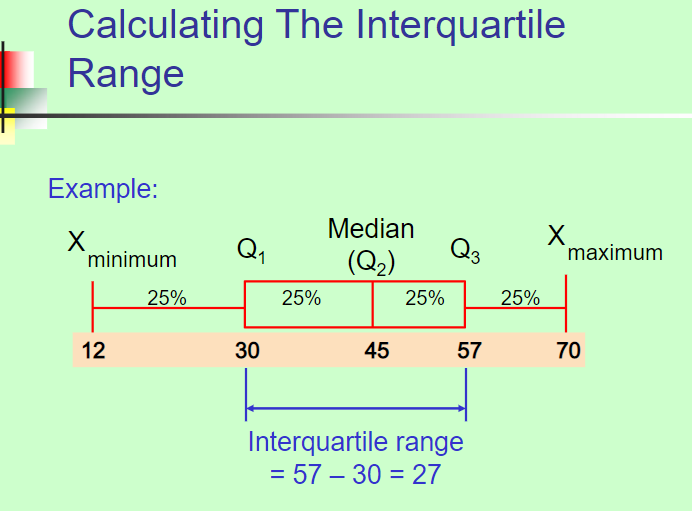 Calculating The Interquartile
Range
Example:
X minimum
Q1
Median
(Q2)
Q3
X maximum
25% 25% 25% 25%
12 30 45 57 70
Interquartile range
= 57 – 30 = 27